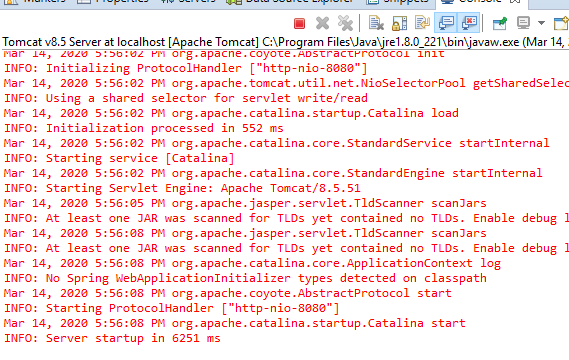 Tomcat v8.5 Server at localhost [Apache Tomcat] C:\Program Files\Java\jre1.8.0_221\bin\javaw.exe (Mar 14,
Mar 14, 2020 5:56:02 PM org.apache.coyote.AbstractProtocol init
INFO: Initializing ProtocolHandler ["http-nio-8080"]
Mar 14, 2020 5:56:02 PM org.apache.tomcat.util.net.NioSelectorPool getSharedSelec
INFO: Using a shared selector for servlet write/read
Mar 14, 2020 5:56:02 PM org.apache.catalina.startup.Catalina load
INFO: Initialization processed in 552 ms
Mar 14, 2020 5:56:02 PM org.apache.catalina.core.StandardService startInternal
INFO: Starting service [Catalina]
Mar 14, 2020 5:56:02 PM org.apache.catalina.core.StandardEngine startInternal
INFO: Starting Servlet Engine: Apache Tomcat/8.5.51
Mar 14, 2020 5:56:05 PM org.apache.jasper.servlet.TldScanner scanJars
INFO: At least one JAR was scanned for TLDs yet contained no TLDs. Enable debug l
Mar 14, 2020 5:56:08 PM org.apache.jasper.servlet.TldScanner scanJars
INFO: At least one JAR was scanned for TLDs yet contained no TLDs. Enable debug l
Mar 14, 2020 5:56:08 PM org.apache.catalina.core.ApplicationContext log
INFO: No Spring WebApplicationInitializer types detected on classpath
Mar 14, 2020 5:56:08 PM org.apache.coyote.AbstractProtocol start
INFO: Starting ProtocolHandler ["http-nio-8080"]
Mar 14, 2020 5:56:08 PM org.apache.catalina.startup.Catalina start
INFO: Server startup in 6251 ms